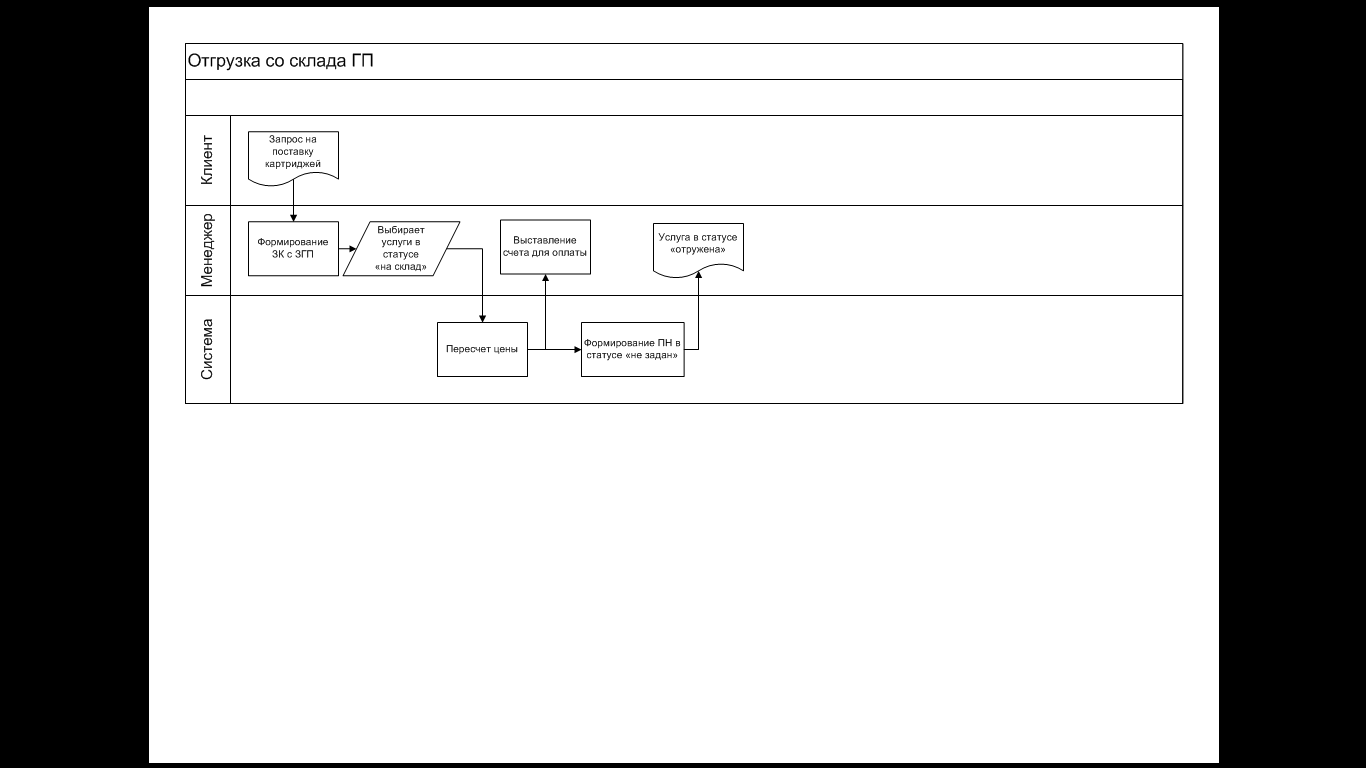 Отгрузка со склада ГП
Клиент
Запрос на
поставку
картриджей
Менеджер
Формирование
ЗК с ЗГП
Выбирает
услуги в
статусе
«на склад»
Выставление
счета для оплаты
Услуга в статусе
«отружена»
Система
Пересчет цены
Формирование ПН в
статусе «не задан»